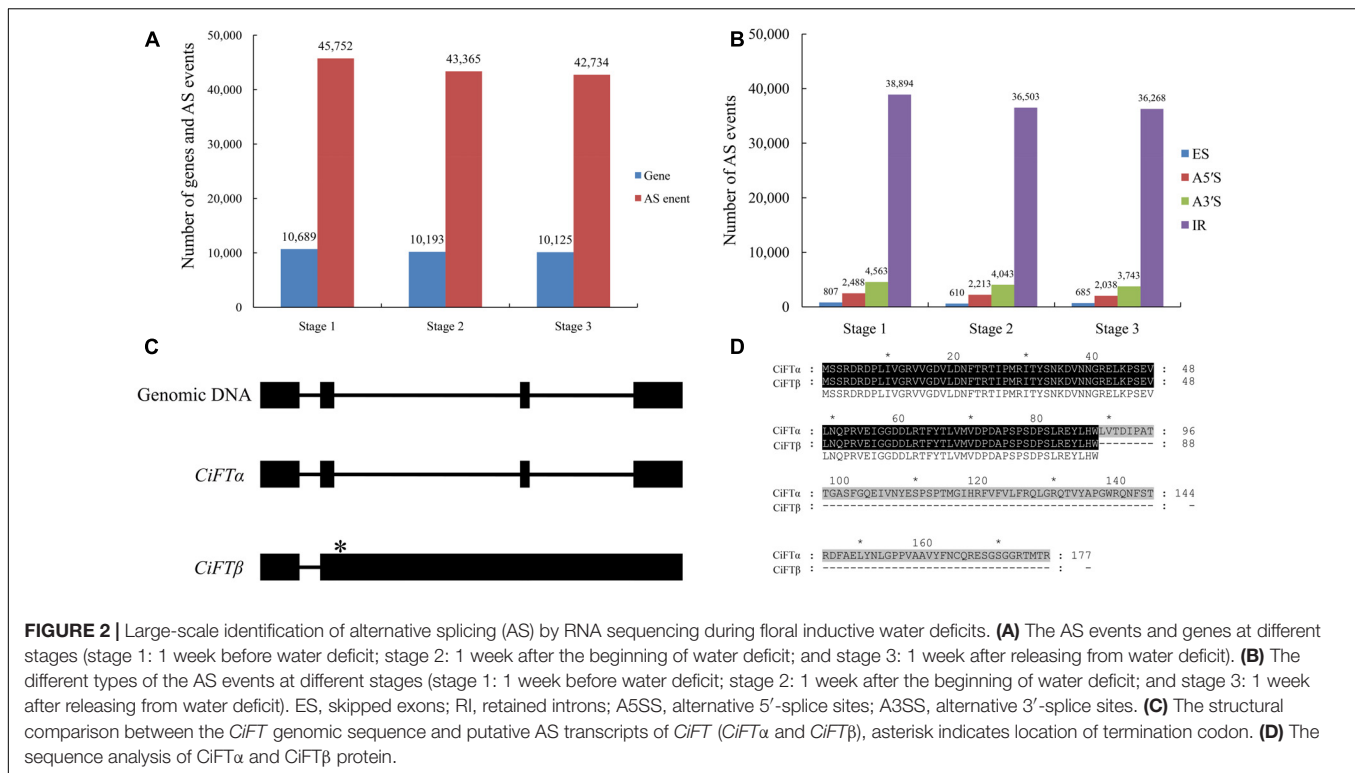 A
Number of genes and AS events
50,000
40,000
30,000
20,000
10,000
0
45,752
43,365
42,734
10,689
10,193
10,125
Stage 1
Stage 2
Stage 3
Gene
AS enent
B
Number of AS events
50,000
40,000
30,000
20,000
10,000
0
38,894
36,503
36,268
807
2,488
4,563
610
2,213
4,043
685
2,038
3,743
Stage 1
Stage 2
Stage 3
ES
A5'S
A3'S
IR
C
Genomic DNA
CiFTα
CiFTβ
*
D
* 20 * 40
CiFTα : MSSRDRDPLIVGRVVGDVLDNFTRTIPMRITYSNKDVNNGRELKPSEV : 48
CiFTβ : MSSRDRDPLIVGRVVGDVLDNFTRTIPMRITYSNKDVNNGRELKPSEV : 48
MSSRDRDPLIVGRVVGDVLDNFTRTIPMRITYSNKDVNNGRELKPSEV
* 60 * 80 *
CiFTα : LNQPRVEIGGDDLRTFYTLVMVDPDAPSPSDPSLREYLHWLVTDIPAT : 96
CiFTβ : LNQPRVEIGGDDLRTFYTLVMVDPDAPSPSDPSLREYLHW-------- : 88
LNQPRVEIGGDDLRTFYTLVMVDPDAPSPSDPSLREYLHW
100 * 120 * 140
CiFTα : TGASFGQEIVNYESPSPTMGIHRFVFVLFRQLGRQTVYAPGWRQNFST : 144
CiFTβ : ------------------------------------------------ : -
* 160 *
CiFTα : RDFAELYNLGPPVAAVYFNCQRESGSGGRTMTR : 177
CiFTβ : --------------------------------- : -
FIGURE 2 | Large-scale identification of alternative splicing (AS) by RNA sequencing during floral inductive water deficits. (A) The AS events and genes at different
stages (stage 1: 1 week before water deficit; stage 2: 1 week after the beginning of water deficit; and stage 3: 1 week after releasing from water deficit). (B) The
different types of the AS events at different stages (stage 1: 1 week before water deficit; stage 2: 1 week after the beginning of water deficit; and stage 3: 1 week
after releasing from water deficit). ES, skipped exons; RI, retained introns; A5SS, alternative 5′-splice sites; A3SS, alternative 3′-splice sites. (C) The structural
comparison between the CiFT genomic sequence and putative AS transcripts of CiFT (CiFTα and CiFTβ), asterisk indicates location of termination codon. (D) The
sequence analysis of CiFTα and CiFTβ protein.